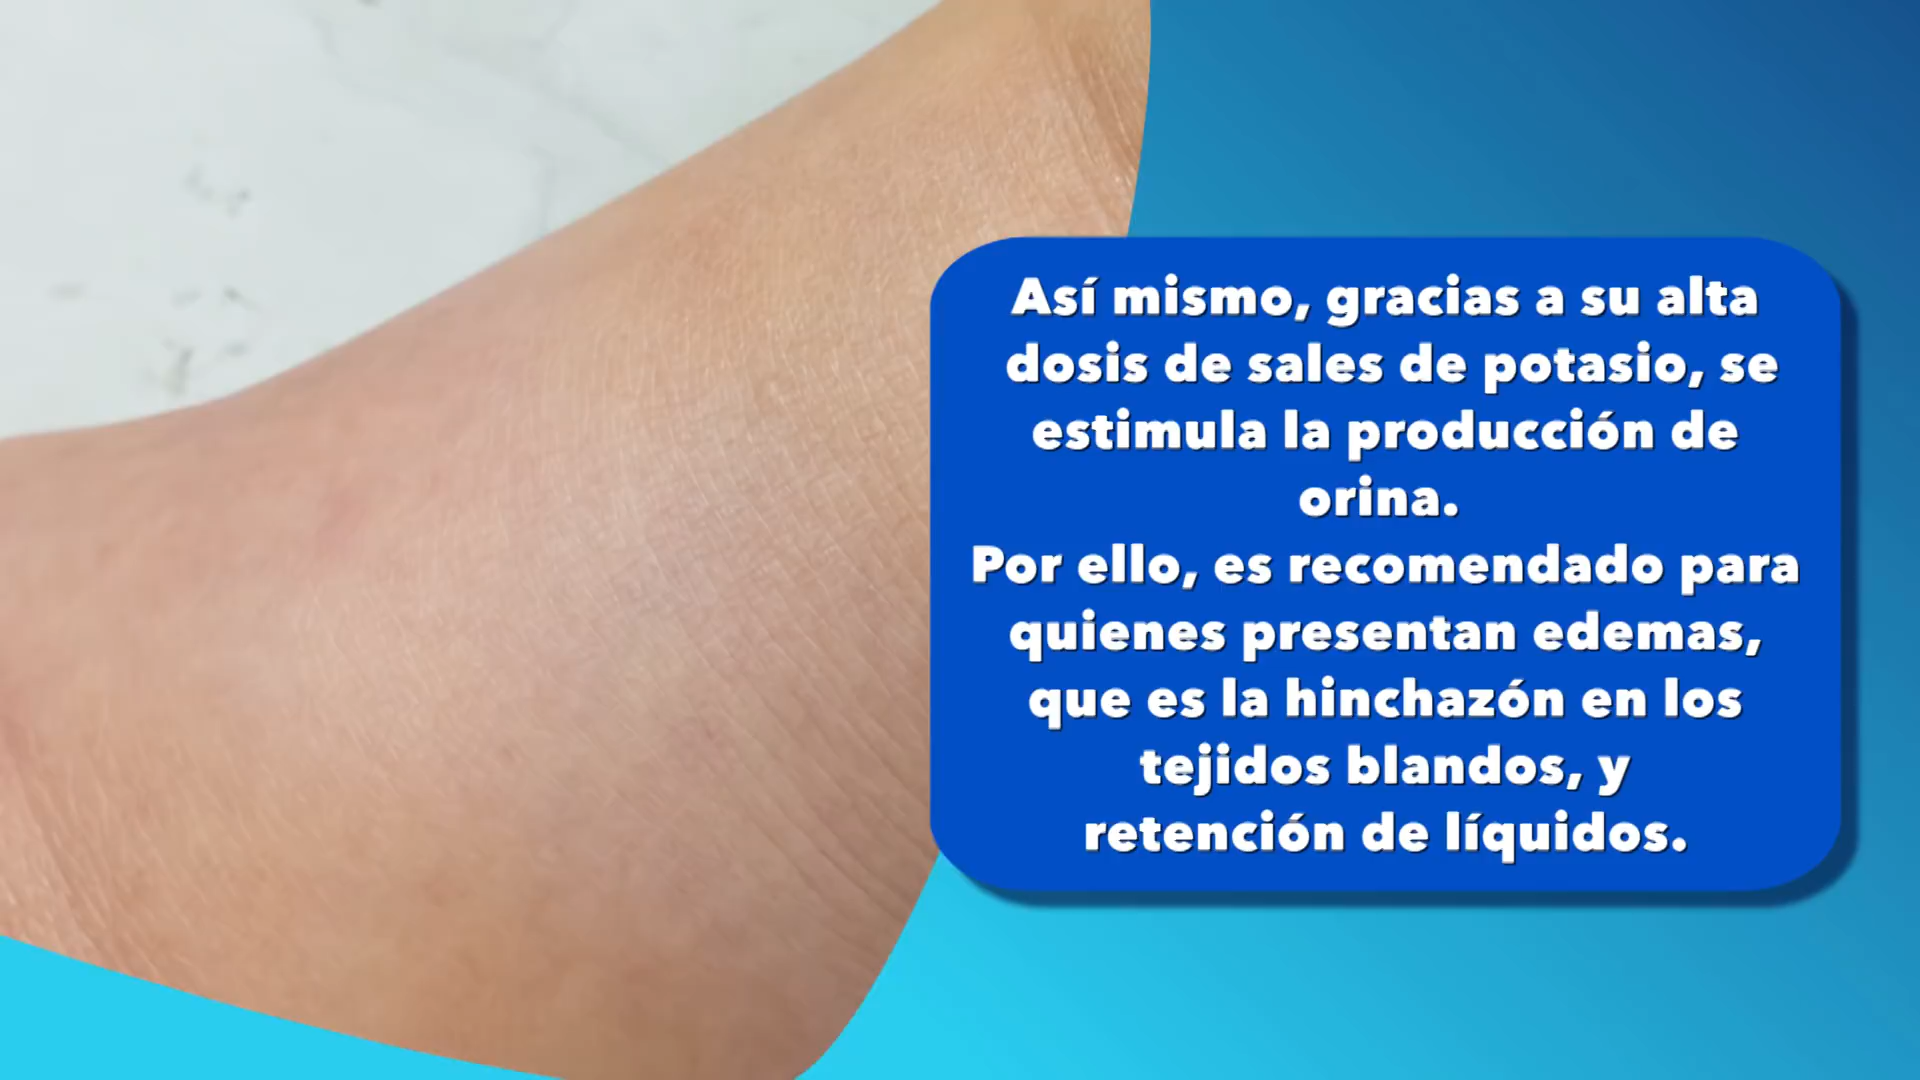 Así mismo, gracias a su alta
dosis de sales de potasio, se
estimula la producción de
orina.
Por ello, es recomendado para
quienes presentan edemas,
que es la hinchazón en los
tejidos blandos, y
retención de líquidos.